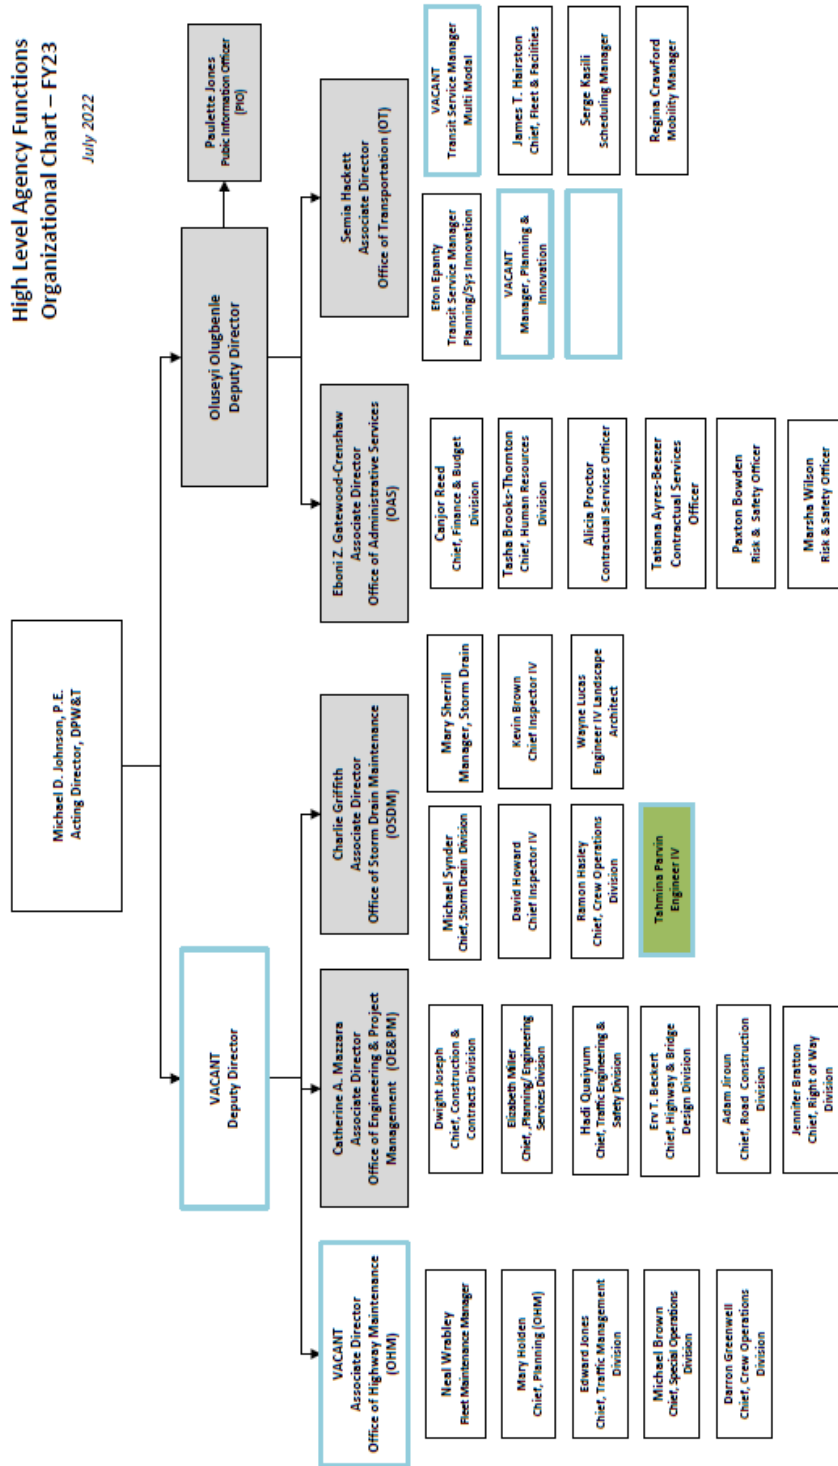 High Level Agency Functions
Organizational Chart – FY23
July 2022
Michael D. Johnson, P.E.
Acting Director, DPW&T
VACANT
Deputy Director
Oluseyi Olugbenle
Deputy Director
Paulette Jones
Pubic Information Officer
(PIO)
VACANT
Associate Director
Office of Highway Maintenance
(OHM)
Catherine A. Mazzara
Associate Director
Office of Engineering & Project
Management (OE&PM)
Charlie Griffith
Associate Director
Office of Storm Drain Maintenance
(OSDM)
Eboni Z. Gatewood-Crenshaw
Associate Director
Office of Administrative Services
(OAS)
Semia Hackett
Associate Director
Office of Transportation (OT)
Neal Wrabley
Fleet Maintenance Manager
Mary Holden
Chief, Planning (OHM)
Edward Jones
Chief, Traffic Management
Division
Michael Brown
Chief, Special Operations
Division
Darron Greenwell
Chief, Crew Operations
Division
Dwight Joseph
Chief, Construction &
Contracts Division
Elizabeth Miller
Chief, ,Planning/ Engineering
Services Division
Hadi Quaiyum
Chief, Traffic Engineering &
Safety Division
Erv T. Beckert
Chief, Highway & Bridge
Design Division
Adam Jiroun
Chief, Road Construction
Division
Jennifer Bratton
Chief, Right of Way
Division
Michael Synder
Chief, Storm Drain Division
David Howard
Chief Inspector IV
Ramon Hasley
Chief, Crew Operations
Division
Tahmina Parvin
Engineer IV
Mary Sherrill
Manager, Storm Drain
Kevin Brown
Chief Inspector IV
Wayne Lucas
Engineer IV Landscape
Architect
Canjor Reed
Chief, Finance & Budget
Division
Tasha Brooks-Thornton
Chief, Human Resources
Division
Alicia Proctor
Contractual Services Officer
Tatiana Ayres-Beezer
Contractual Services
Officer
Paxton Bowden
Risk & Safety Officer
Marsha Wilson
Risk & Safety Officer
Efon Epanty
Transit Service Manager
Planning/Sys Innovation
VACANT
Manager, Planning &
Innovation
VACANT
Transit Service Manager
Multi Modal
James T. Hairston
Chief, Fleet & Facilities
Serge Kasili
Scheduling Manager
Regina Crawford
Mobility Manager